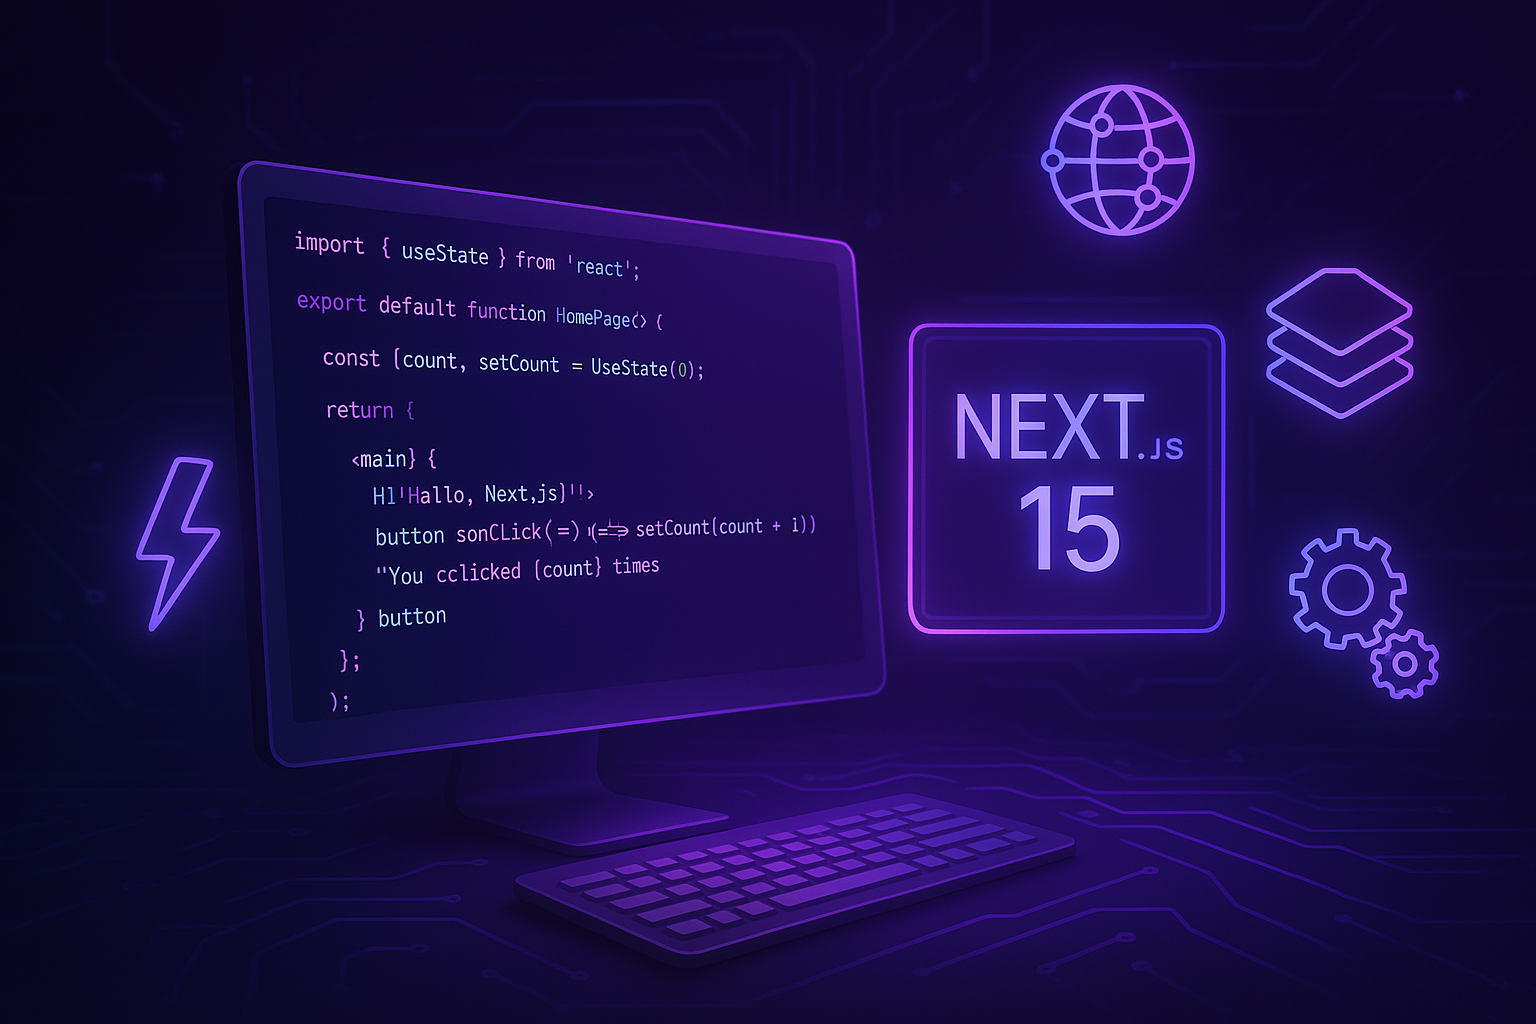 import { useState } from 'react';
export default function HomePage() {
const [count, setCount = UseState(0);
return {
<main} {
Hl'Hallo, Next,js]''>
button sonCLick(=) setCount(count + i))
"You cclicked {count} times
} button
};
);
NEXT.JS
15